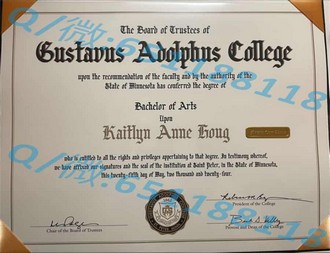 The Board of Trustees of
Gustavus Adolphus College
upon the recommendation of the faculty and by the authority of the
State of Minnesota has conferred the degree of
Bachelor of Arts
Upon
Kaitlyn Anne Houg
who is entitled to all the rights and privileges appertaining to that degree. In testimony whereof,
we have affixed our signatures and the seal of the institution at Saint Peter, in the State of Minnesota,
this twenty-fifth day of May, two thousand and twenty-four.
Chair of the Board of Trustees
President of the College
Provost and Dean of the College
Q/微: